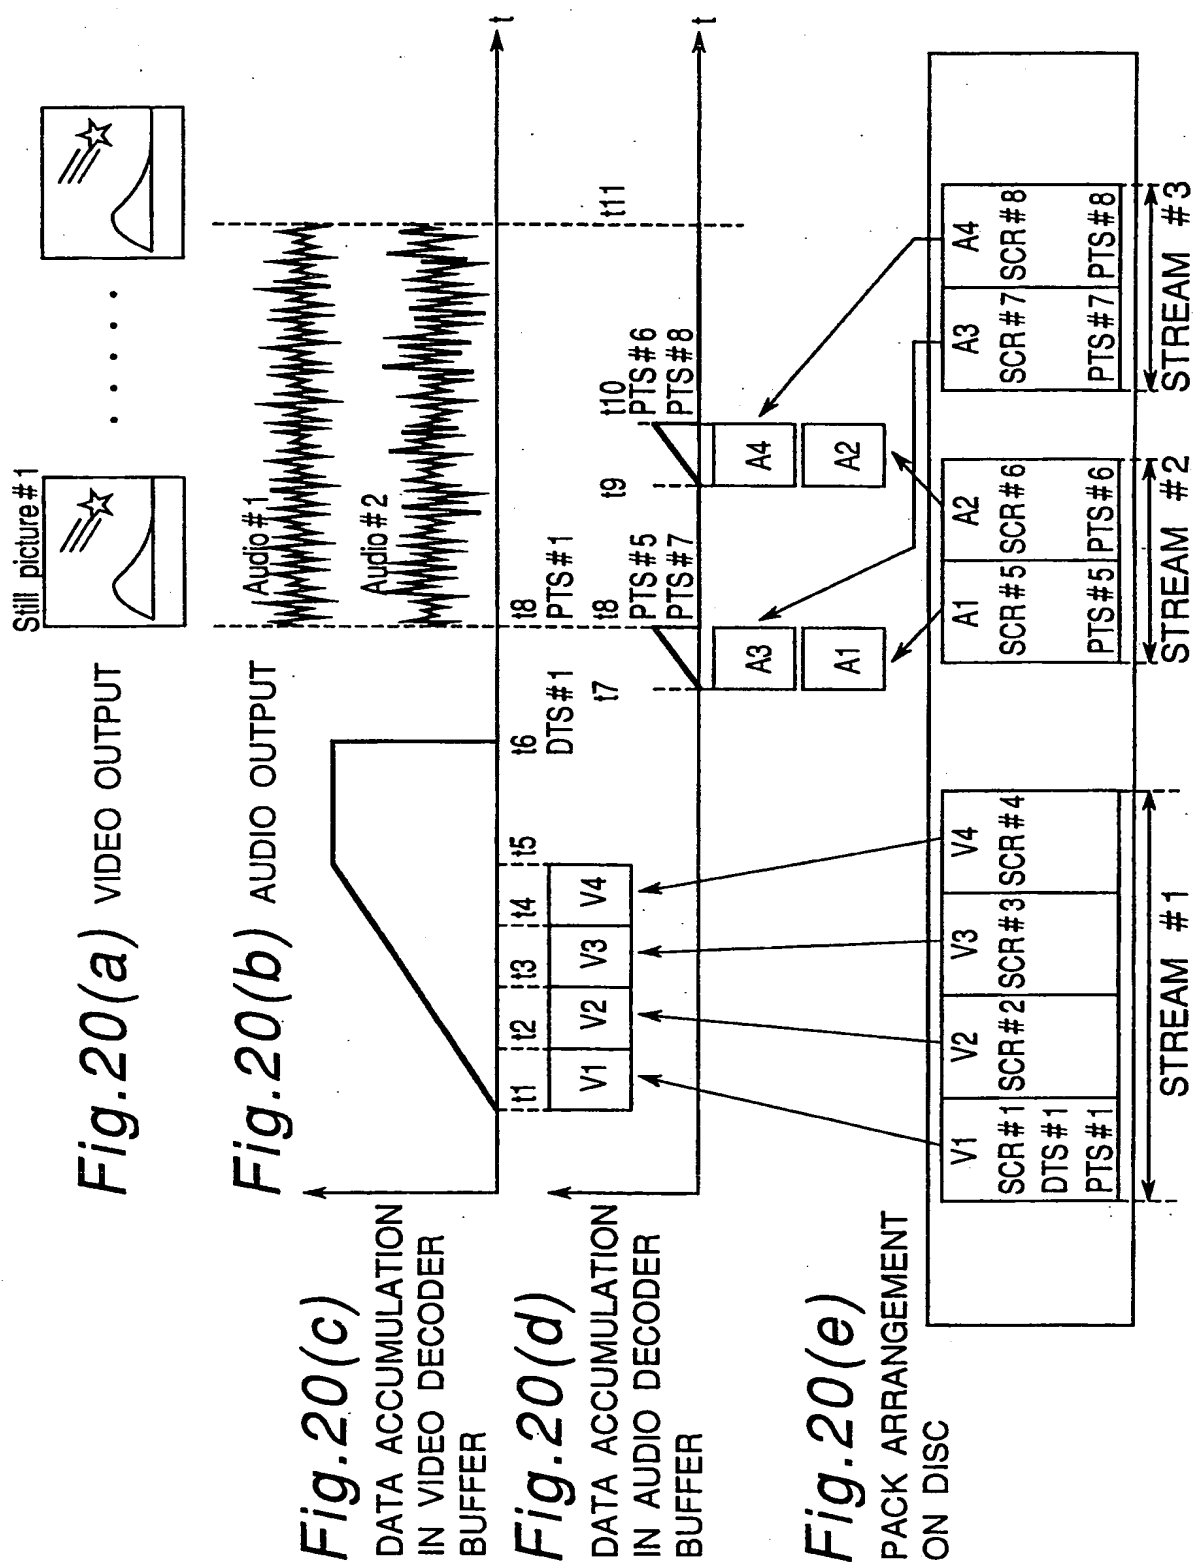 Fig.20(a) VIDEO OUTPUT
Still picture#1
Fig.20(b) AUDIO OUTPUT
Audio#1
Audio#2
Fig.20(c)
DATA ACCUMULATION
IN VIDEO DECODER
BUFFER
t1 t2 t3 t4 t5 t6 t8 t
DTS#1 PTS#1
V1 V2 V3 V4
Fig.20(d)
DATA ACCUMULATION
IN AUDIO DECODER
BUFFER
t7 t8 t9 t10 t11 t
PTS#5 PTS#6
PTS#7 PTS#8
A3 A4
A1 A2
Fig.20(e)
PACK ARRANGEMENT
ON DISC
V1 V2 V3 V4 A1 A2 A3 A4
SCR#1 SCR#2 SCR#3 SCR#4 SCR#5 SCR#6 SCR#7 SCR#8
DTS#1
PTS#1 PTS#5 PTS#6 PTS#7 PTS#8
STREAM #1 STREAM #2 STREAM #3